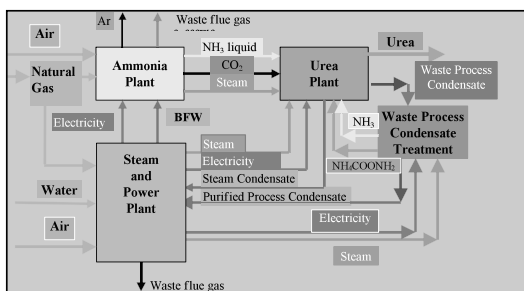 Ar
Waste flue gas
Air
Natural
Gas
Ammonia
Plant
NH3 liquid
CO2
Steam
Urea
Plant
Urea
Waste Process
Condensate
Electricity
BFW
NH3
Waste Process
Condensate
Treatment
NH4COONH2
Steam
Electricity
Steam Condensate
Purified Process Condensate
Steam
and
Power
Plant
Water
Air
Electricity
Steam
Waste flue gas